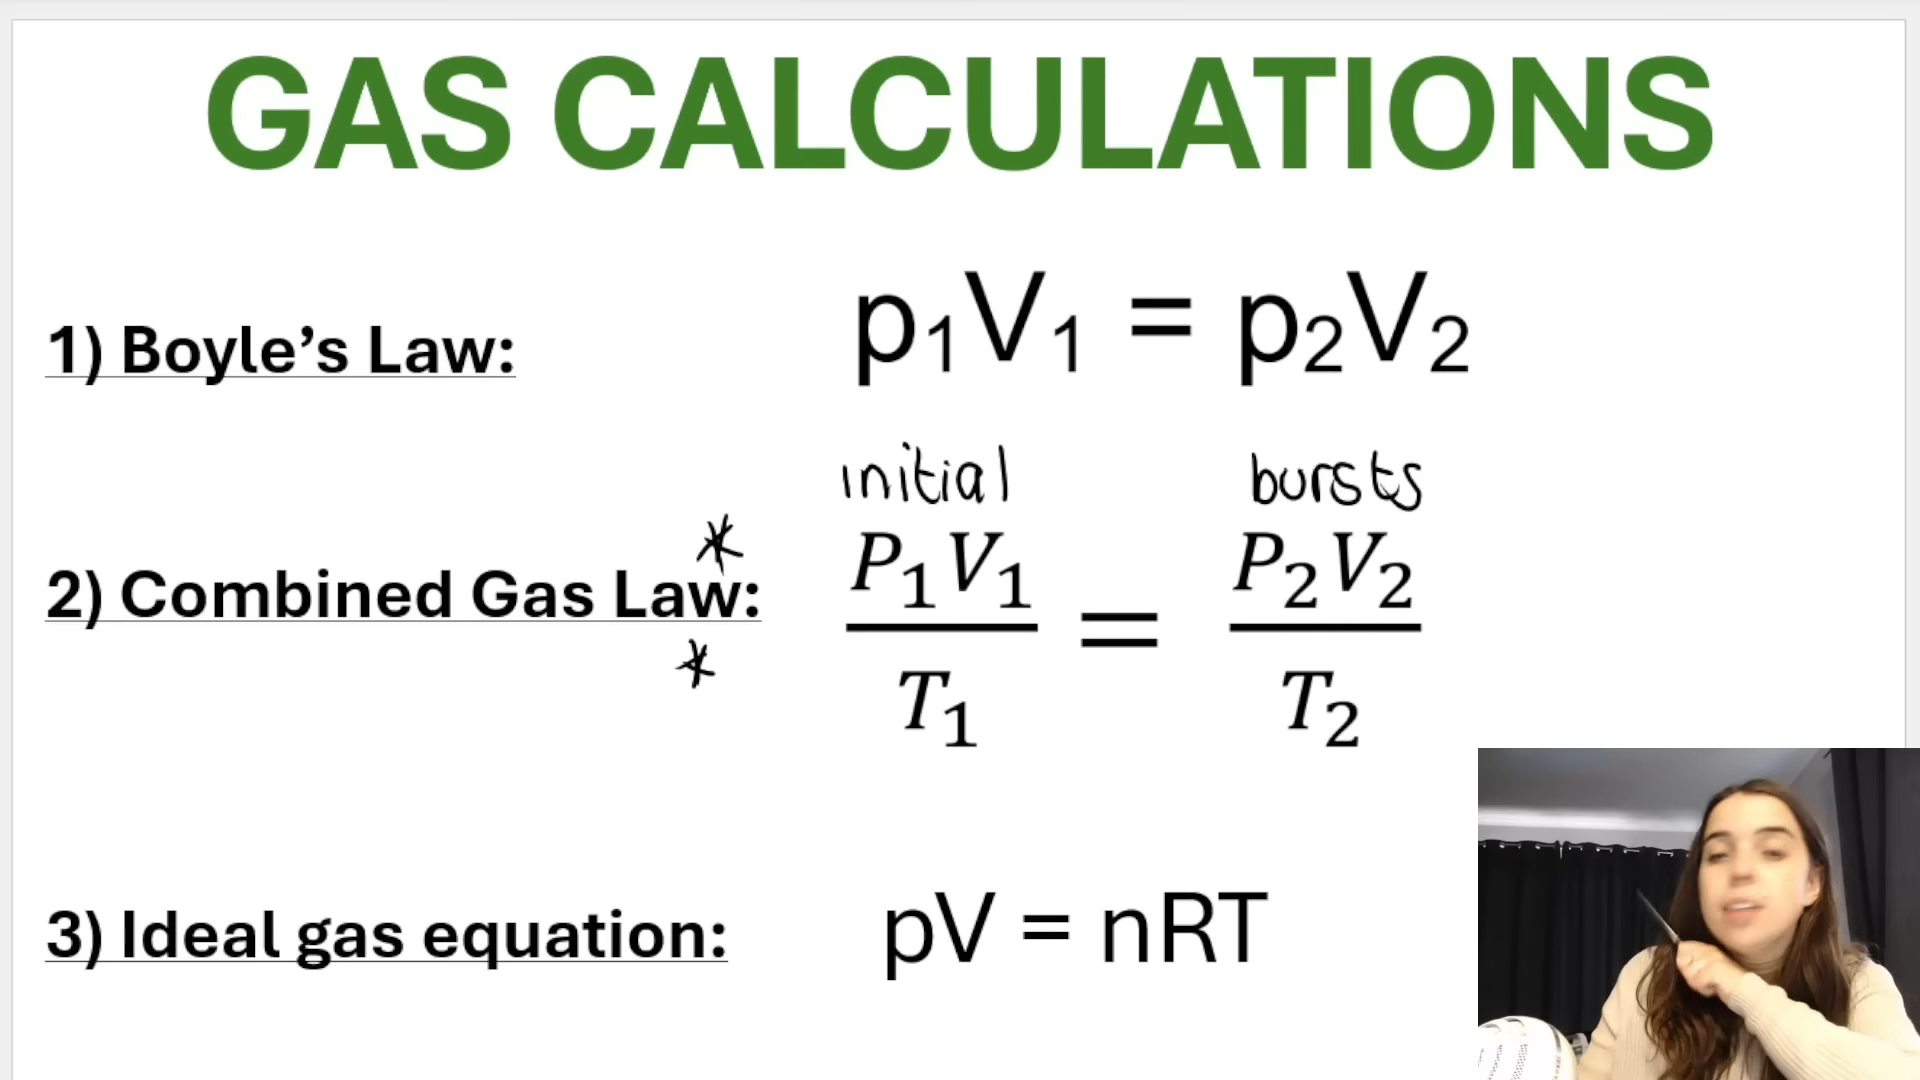 GAS CALCULATIONS
1) Boyle’s Law: p₁V₁ = p₂V₂
initial bursts
*
2) Combined Gas Law: P₁V₁/T₁ = P₂V₂/T₂
*
3) Ideal gas equation: pV = nRT